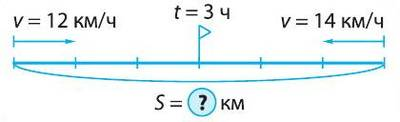 v = 12 км/ч t = 3 ч v = 14 км/ч
S = ? км